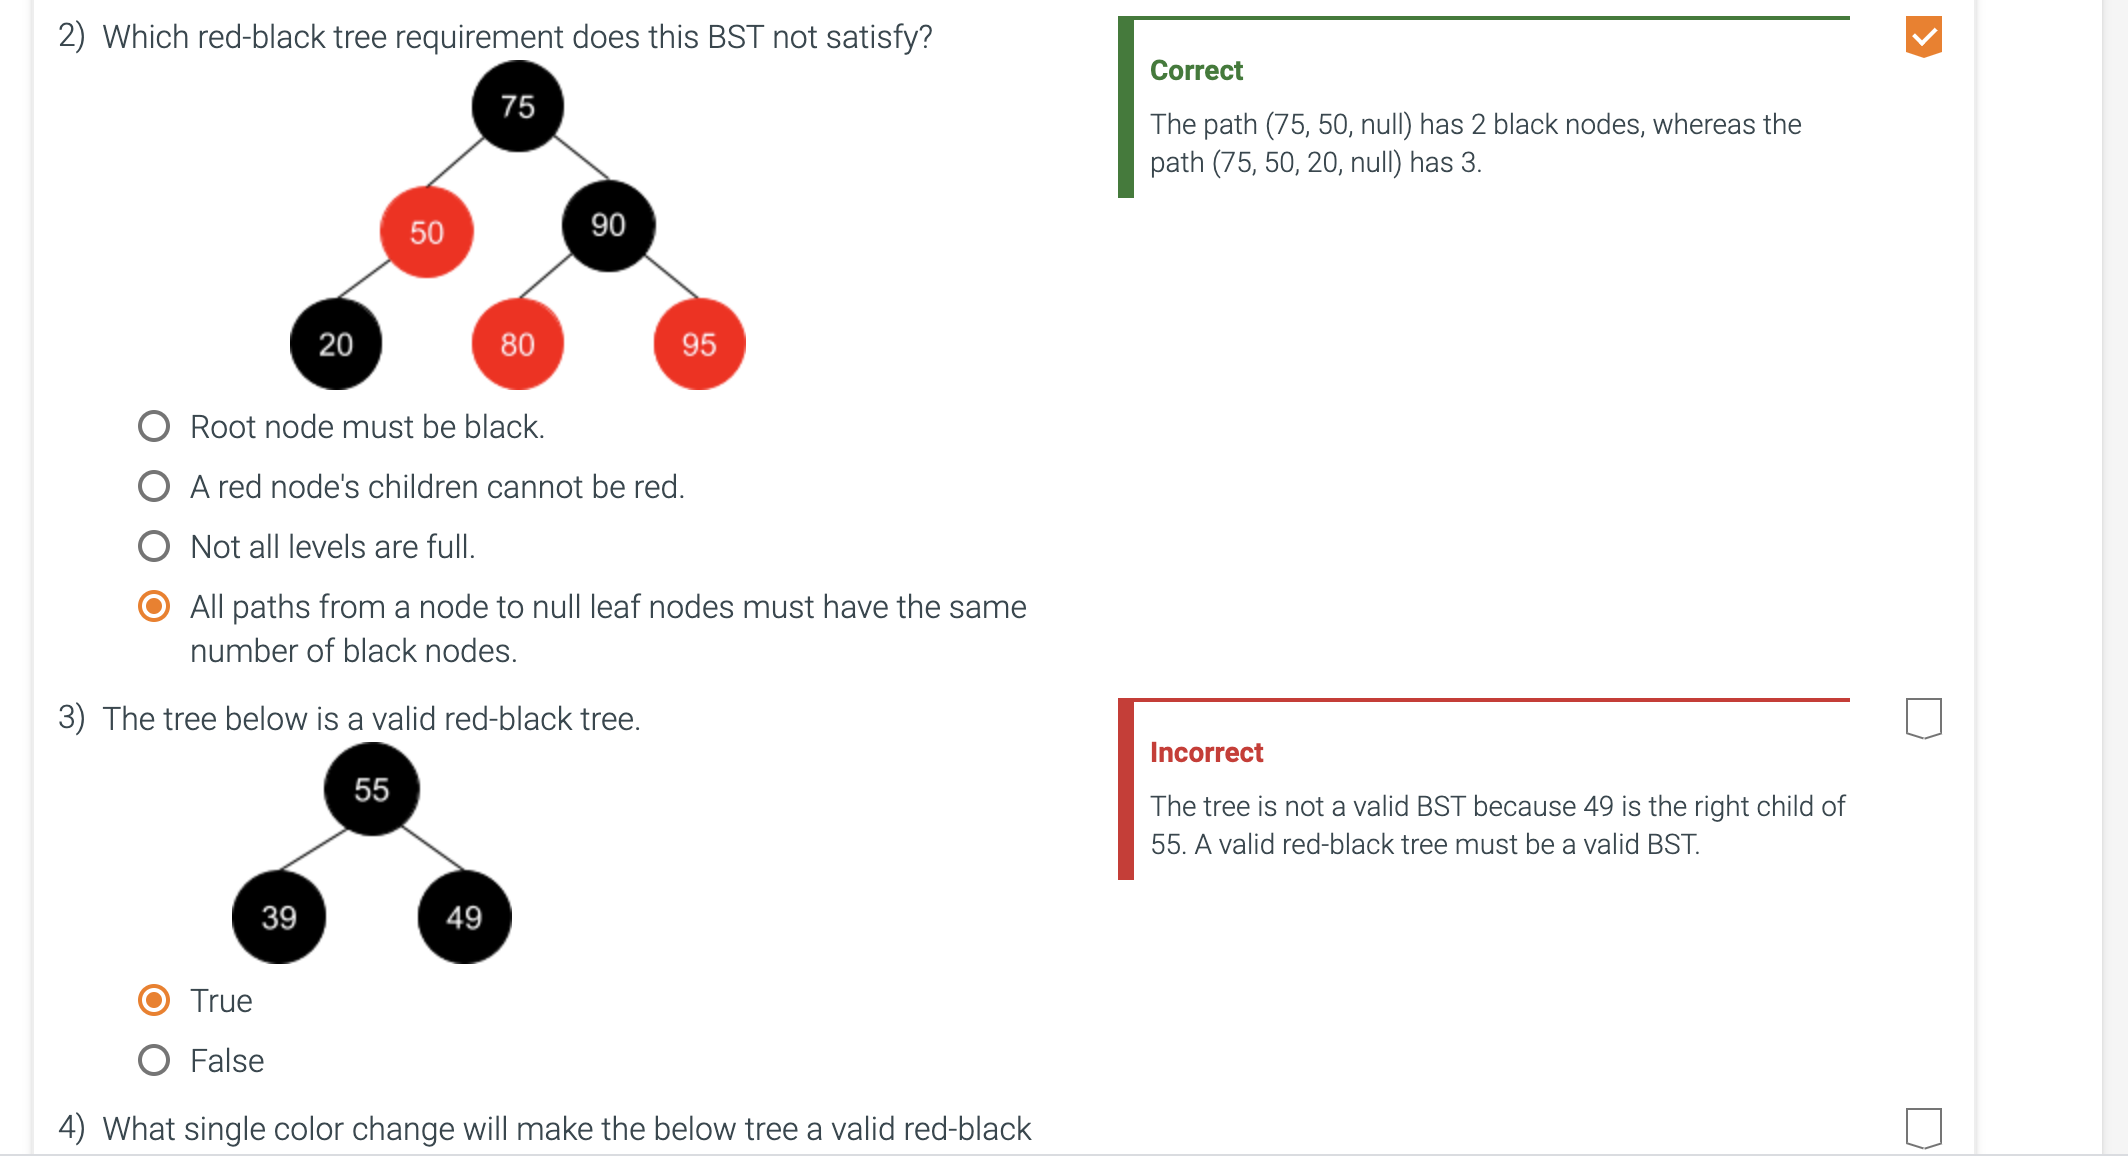 2) Which red-black tree requirement does this BST not satisfy?
75
50
90
20
80
95
Root node must be black.
A red node's children cannot be red.
Not all levels are full.
All paths from a node to null leaf nodes must have the same
number of black nodes.
Correct
The path (75, 50, null) has 2 black nodes, whereas the
path (75, 50, 20, null) has 3.
3) The tree below is a valid red-black tree.
55
39
49
True
False
Incorrect
The tree is not a valid BST because 49 is the right child of
55. A valid red-black tree must be a valid BST.
4) What single color change will make the below tree a valid red-black